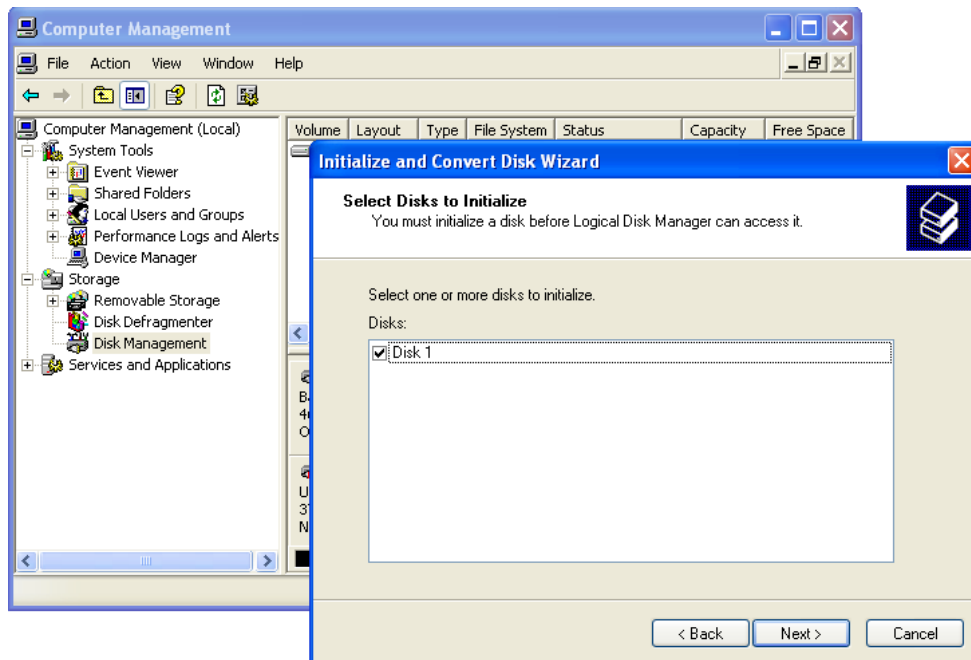 Computer Management
File Action View Window Help
Computer Management (Local)
System Tools
Event Viewer
Shared Folders
Local Users and Groups
Performance Logs and Alerts
Device Manager
Storage
Removable Storage
Disk Defragmenter
Disk Management
Services and Applications
Volume Layout Type File System Status Capacity Free Space
Initialize and Convert Disk Wizard
Select Disks to Initialize
You must initialize a disk before Logical Disk Manager can access it.
Select one or more disks to initialize.
Disks:
Disk 1
< Back Next > Cancel